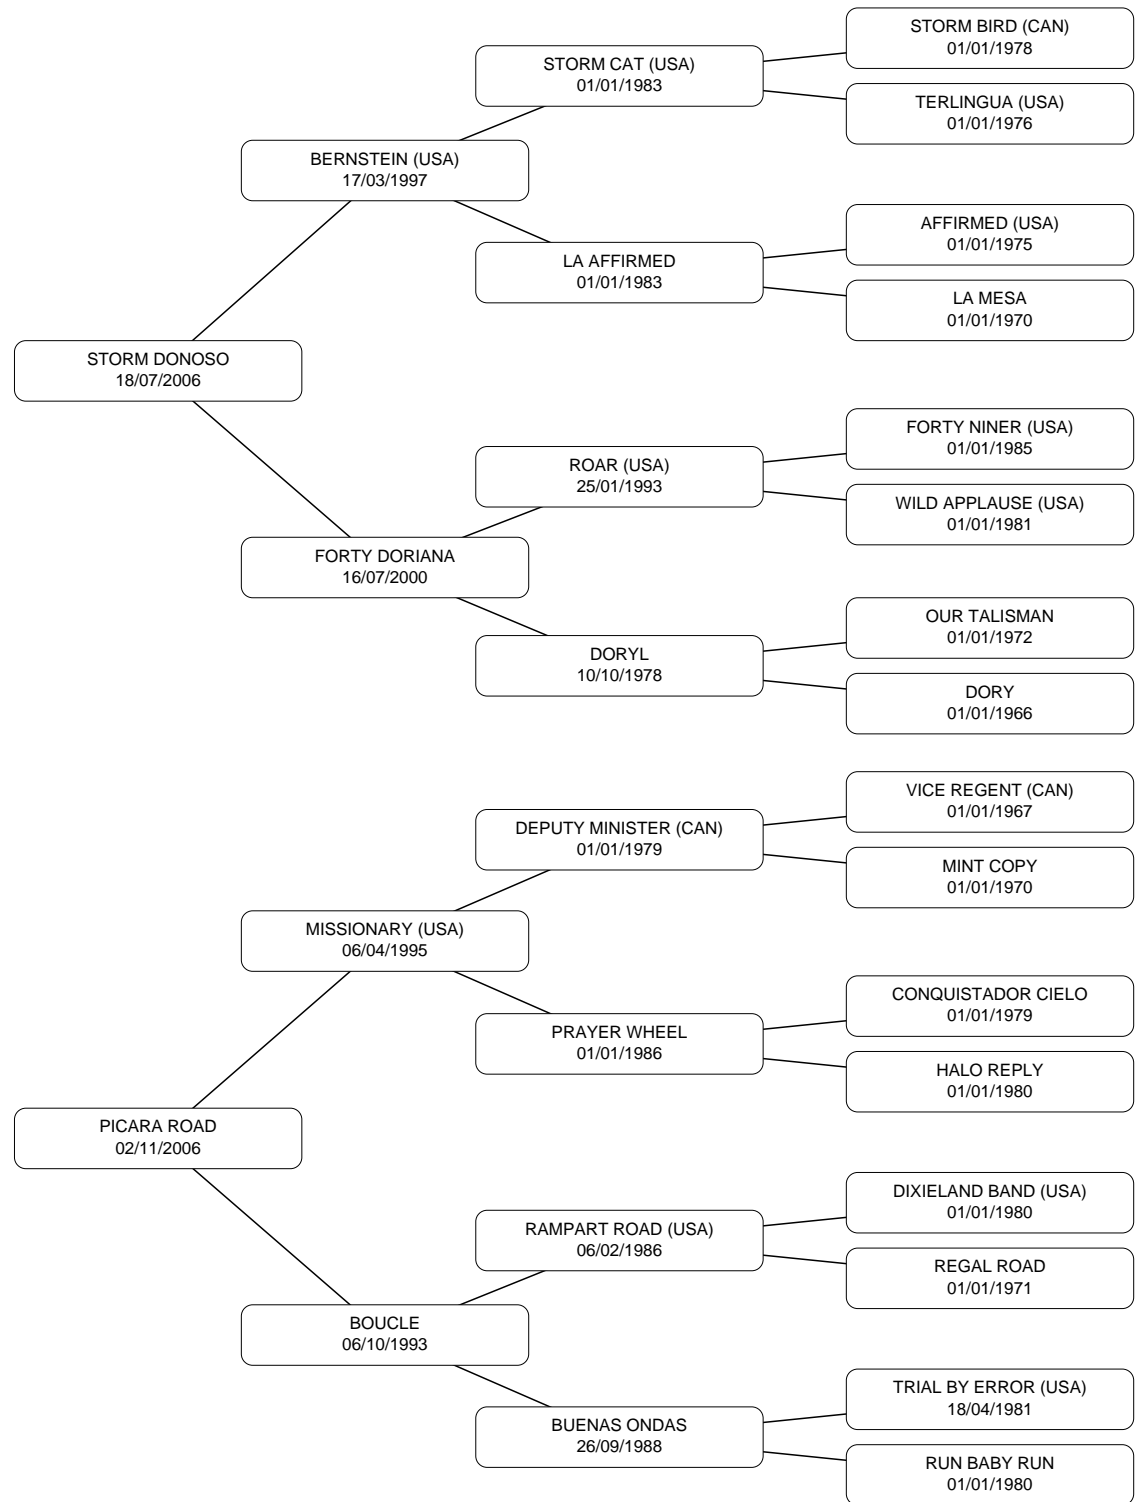 STORM BIRD (CAN)
01/01/1978
STORM CAT (USA)
01/01/1983
TERLINGUA (USA)
01/01/1976
BERNSTEIN (USA)
17/03/1997
AFFIRMED (USA)
01/01/1975
LA AFFIRMED
01/01/1983
LA MESA
01/01/1970
STORM DONOSO
18/07/2006
FORTY NINER (USA)
01/01/1985
ROAR (USA)
25/01/1993
WILD APPLAUSE (USA)
01/01/1981
FORTY DORIANA
16/07/2000
OUR TALISMAN
01/01/1972
DORYL
10/10/1978
DORY
01/01/1966
VICE REGENT (CAN)
01/01/1967
DEPUTY MINISTER (CAN)
01/01/1979
MINT COPY
01/01/1970
MISSIONARY (USA)
06/04/1995
CONQUISTADOR CIELO
01/01/1979
PRAYER WHEEL
01/01/1986
HALO REPLY
01/01/1980
PICARA ROAD
02/11/2006
DIXIELAND BAND (USA)
01/01/1980
RAMPART ROAD (USA)
06/02/1986
REGAL ROAD
01/01/1971
BOUCLE
06/10/1993
TRIAL BY ERROR (USA)
18/04/1981
BUENAS ONDAS
26/09/1988
RUN BABY RUN
01/01/1980